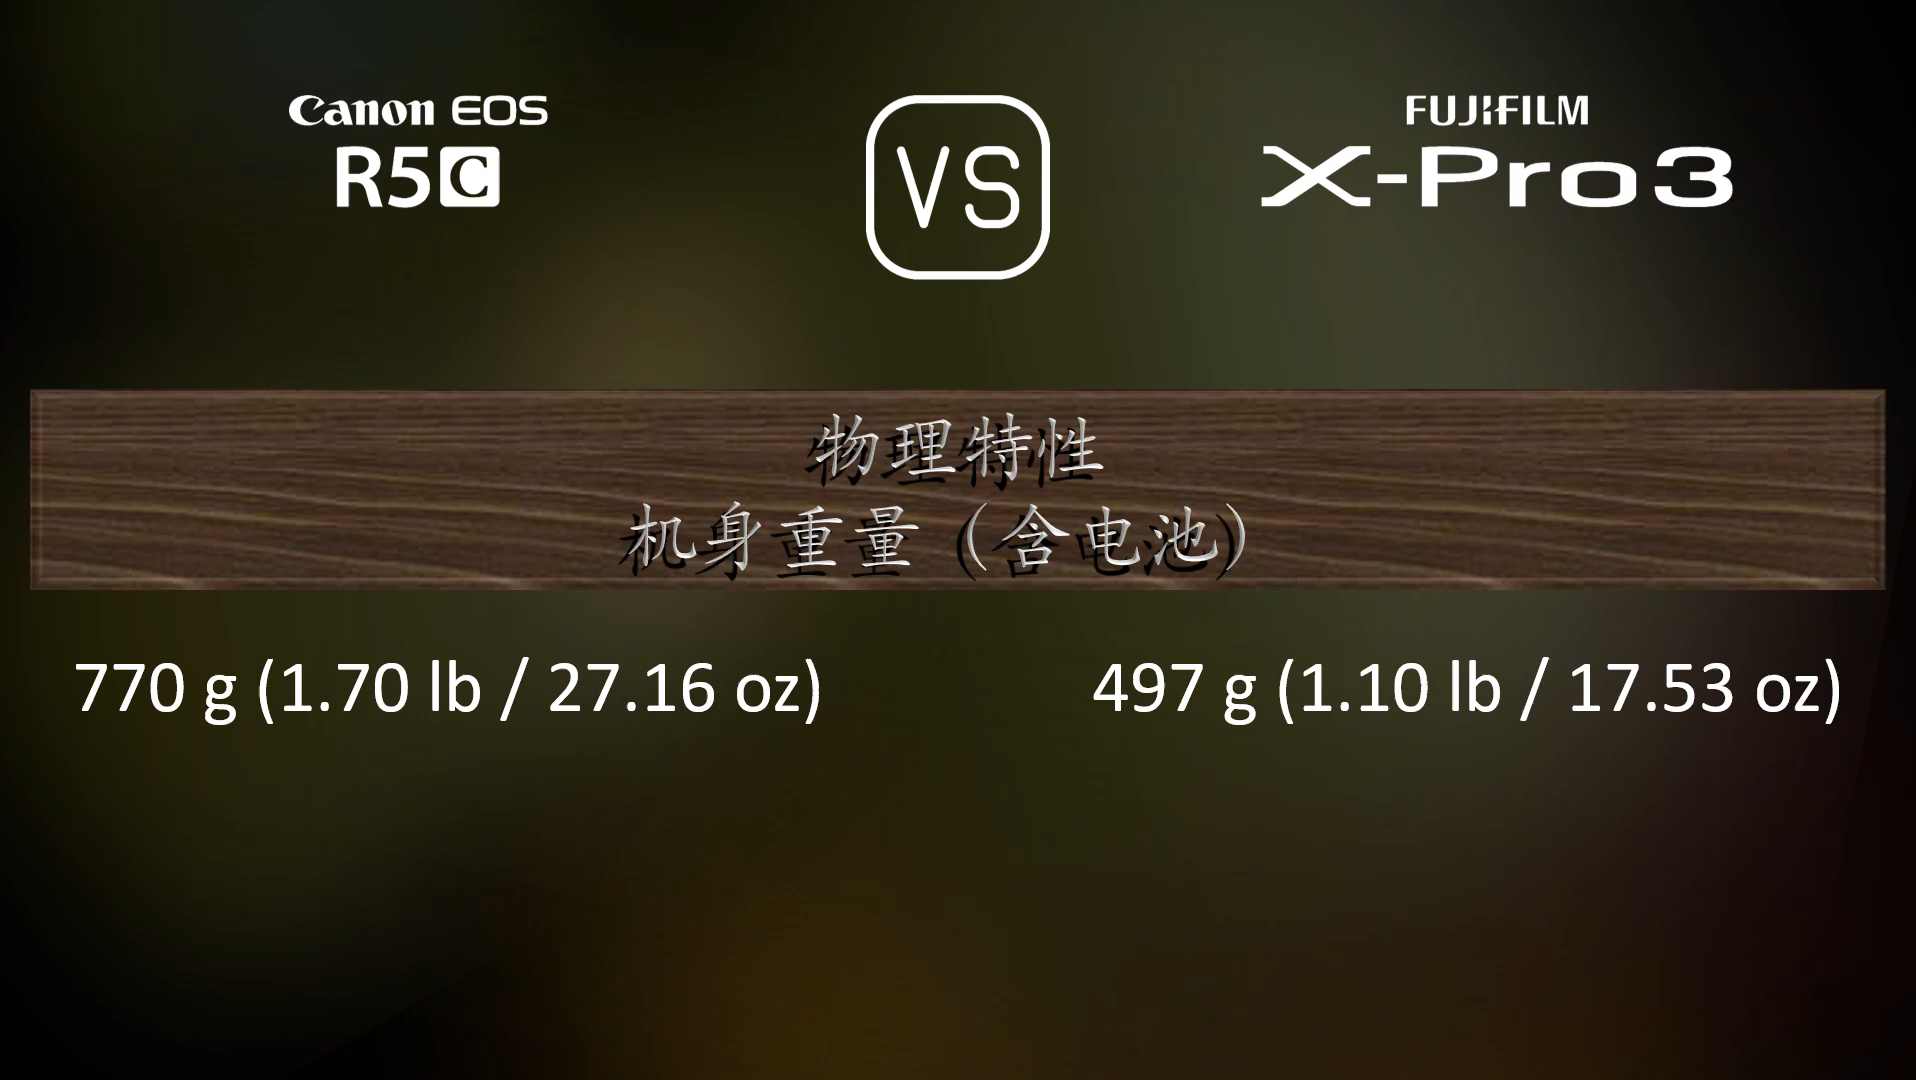 Canon EOS
R5 C
VS
FUJIFILM
X-Pro3
物理特性
机身重量（含电池）
770 g (1.70 lb / 27.16 oz)
497 g (1.10 lb / 17.53 oz)